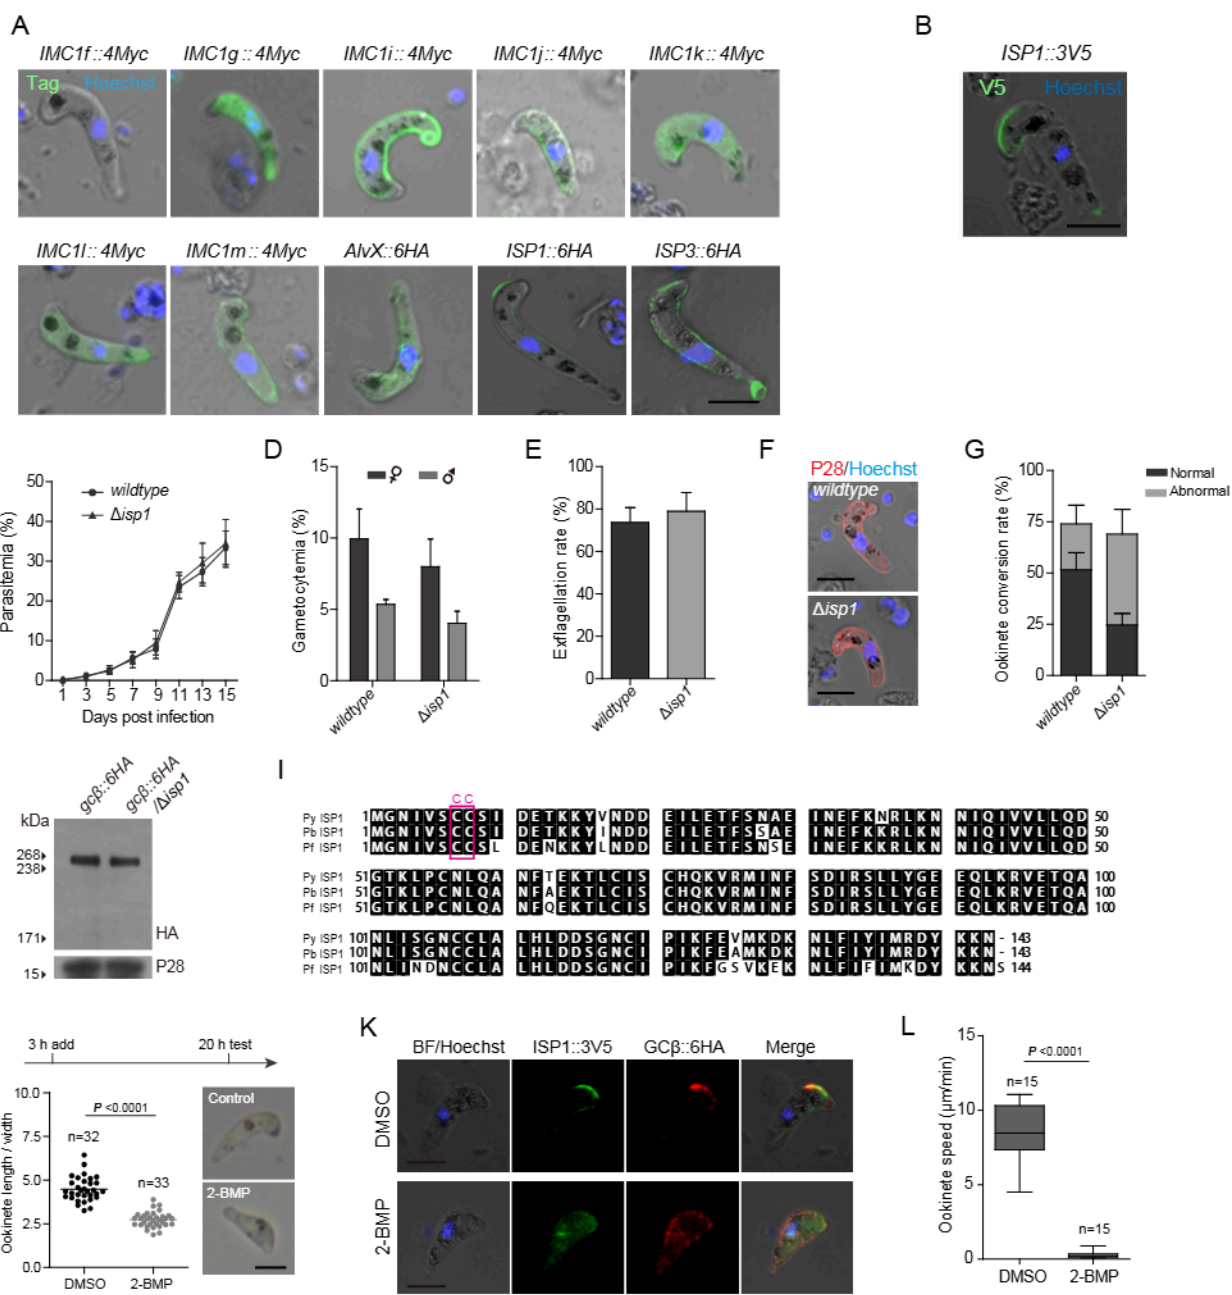 A
B
IMC1f::4Myc
IMC1g::4Myc
IMC1i::4Myc
IMC1j::4Myc
IMC1k::4Myc
Tag
Hoechst
ISP1::3V5
V5
Hoechst
IMC1l::4Myc
IMC1m::4Myc
AlvX::6HA
ISP1::6HA
ISP3::6HA
Parasitemia (%)
50
40
30
20
10
0
wildtype
Δisp1
1 3 5 7 9 11 13 15
Days post infection
D
Gametocytemia (%)
15
10
5
0
♀ ♂
wildtype
Δisp1
E
Exflagellation rate (%)
100
80
60
40
20
0
wildtype
Δisp1
F
P28/Hoechst
wildtype
Δisp1
G
Ookinete conversion rate (%)
100
75
50
25
0
Normal
Abnormal
wildtype
Δisp1
gcβ::6HA
gcβ::6HA
/Δisp1
kDa
268
238
171
15
HA
P28
I
C C
Py ISP1 1 MGNIVSCCSI DETKKYVNDD EILETFSNAE INEFKNRLKN NIQIVVLLQD 50
Pb ISP1 1 MGNIVSCCSI DETKKYINDD EILETFSSAE INEFKKRLKN NIQIVVLLQD 50
Pf ISP1 1 MGNIVSCCSL DENKKYLNDD EILETFSNSE INEFKKRLKN NIQIVVLLQD 50
Py ISP1 51 GTKLPCNLQA NFTEKTLCIS CHQKVRMINF SDIRSLLYGE EQLKRVETQA 100
Pb ISP1 51 GTKLPCNLQA NFAEKTLCIS CHQKVRMINF SDIRSLLYGE EQLKRVETQA 100
Pf ISP1 51 GTKLPCNLQA NFQEKTLCIS CHQKVRMINF SDIRSLLYGE EQLKRVETQA 100
Py ISP1 101 NLISGNCCLA LHLDDSGNCI PIKFEVMKDK NLFIYIMRDY KKN - 143
Pb ISP1 101 NLISGNCCLA LHLDDSGNCI PIKFEAMKDK NLFIYIMRDY KKN - 143
Pf ISP1 101 NLINDNCCLA LHLDDSGNCI PIKFGSVKEK NLFIFIMKDY KKNS 144
3 h add
20 h test
Ookinete length / width
10.0
7.5
5.0
2.5
0.0
P <0.0001
n=32
n=33
DMSO
2-BMP
Control
2-BMP
K
BF/Hoechst
ISP1::3V5
GCβ::6HA
Merge
DMSO
2-BMP
L
Ookinete speed (μm/min)
15
10
5
0
P <0.0001
n=15
n=15
DMSO
2-BMP